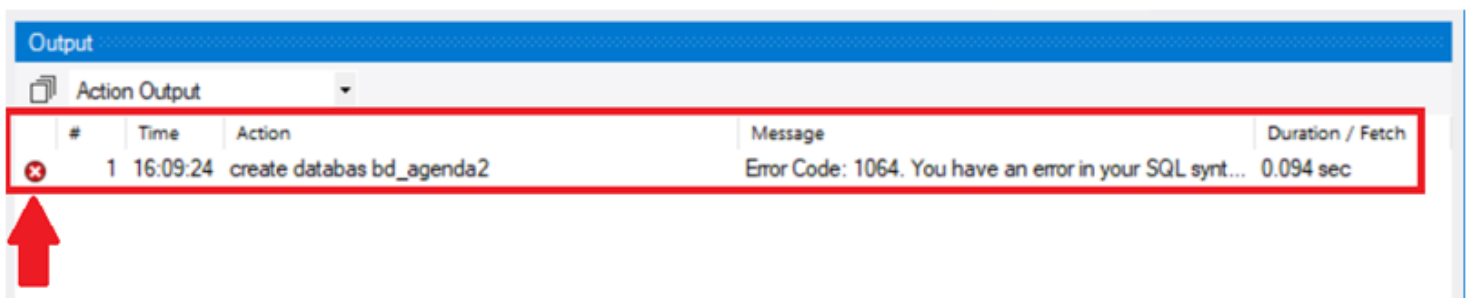 Output
Action Output
# Time Action Message Duration / Fetch
1 16:09:24 create databas bd_agenda2 Error Code: 1064. You have an error in your SQL synt... 0.094 sec